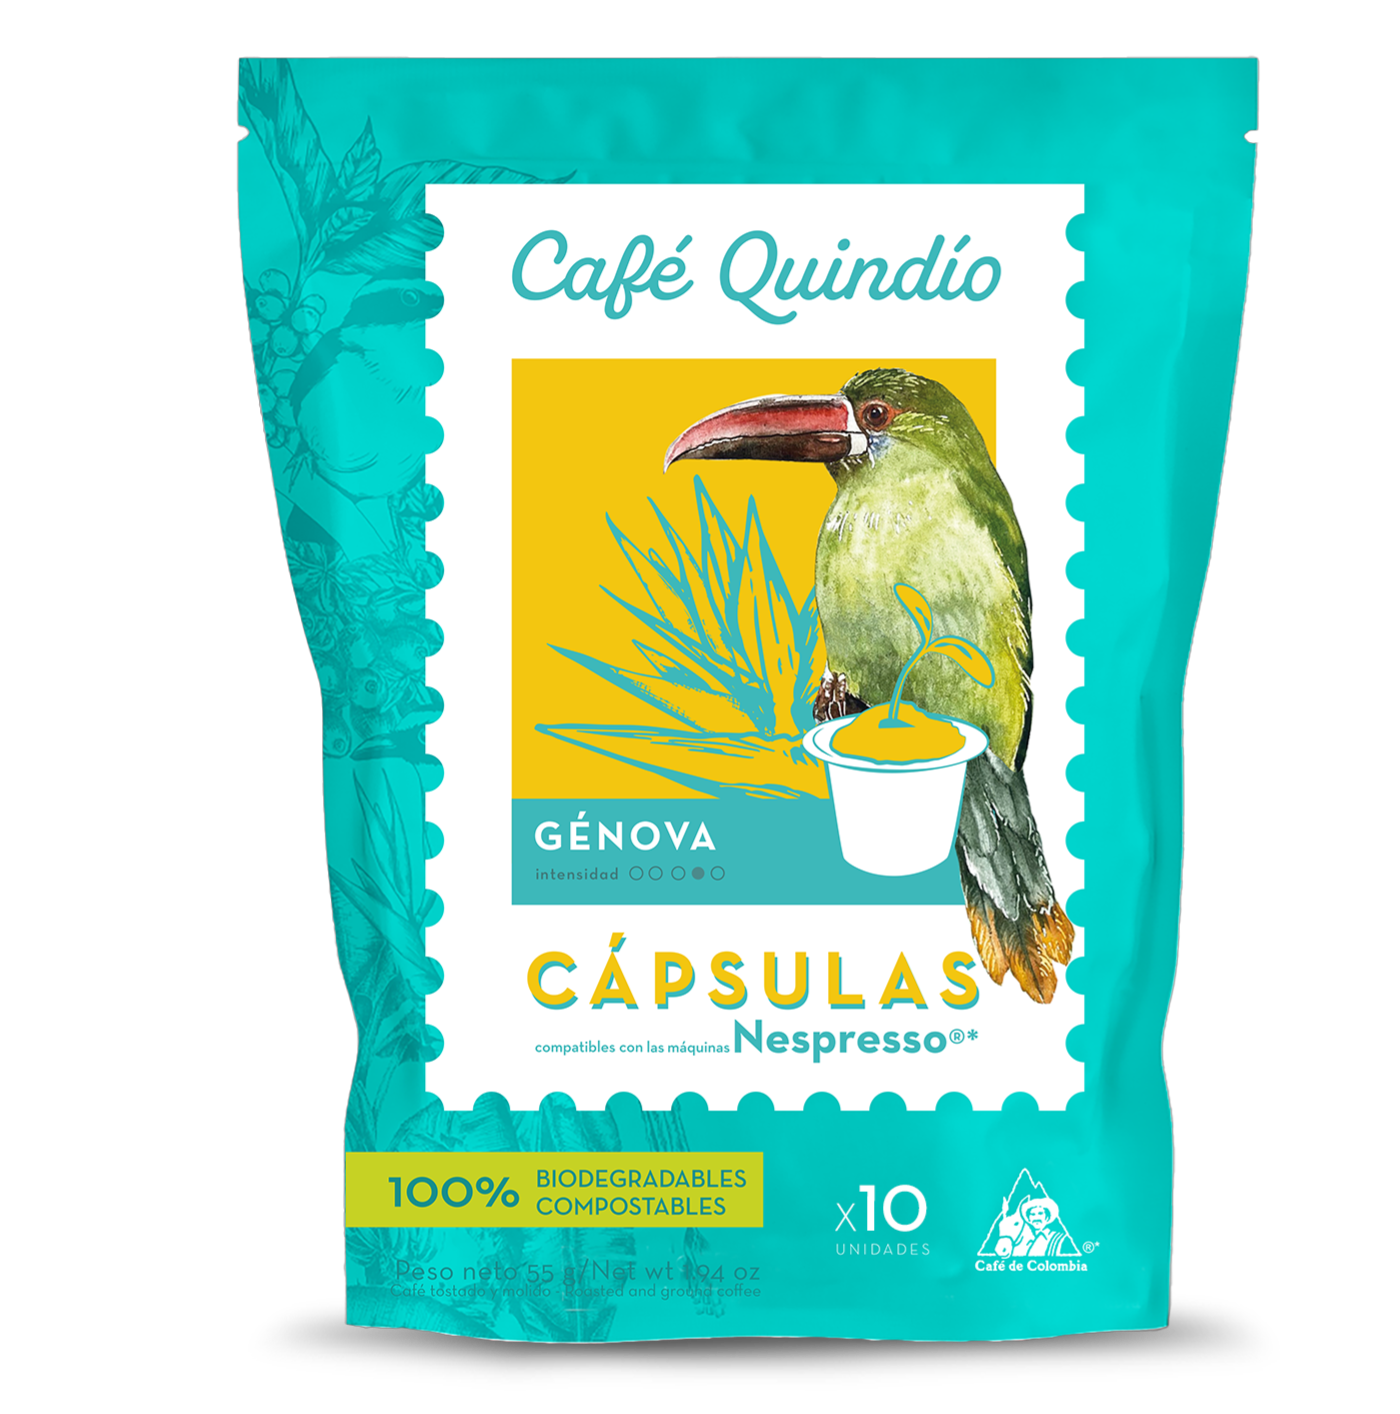 Café Quindío
GÉNOVA
intensidad
CÁPSULAS
compatibles con las máquinas Nespresso®*
100% BIODEGRADABLES
COMPOSTABLES
x10
UNIDADES
®*
Café de Colombia
Peso neto 55 g/Net wt 1.94 oz
Café tostado y molido - Roasted and ground coffee